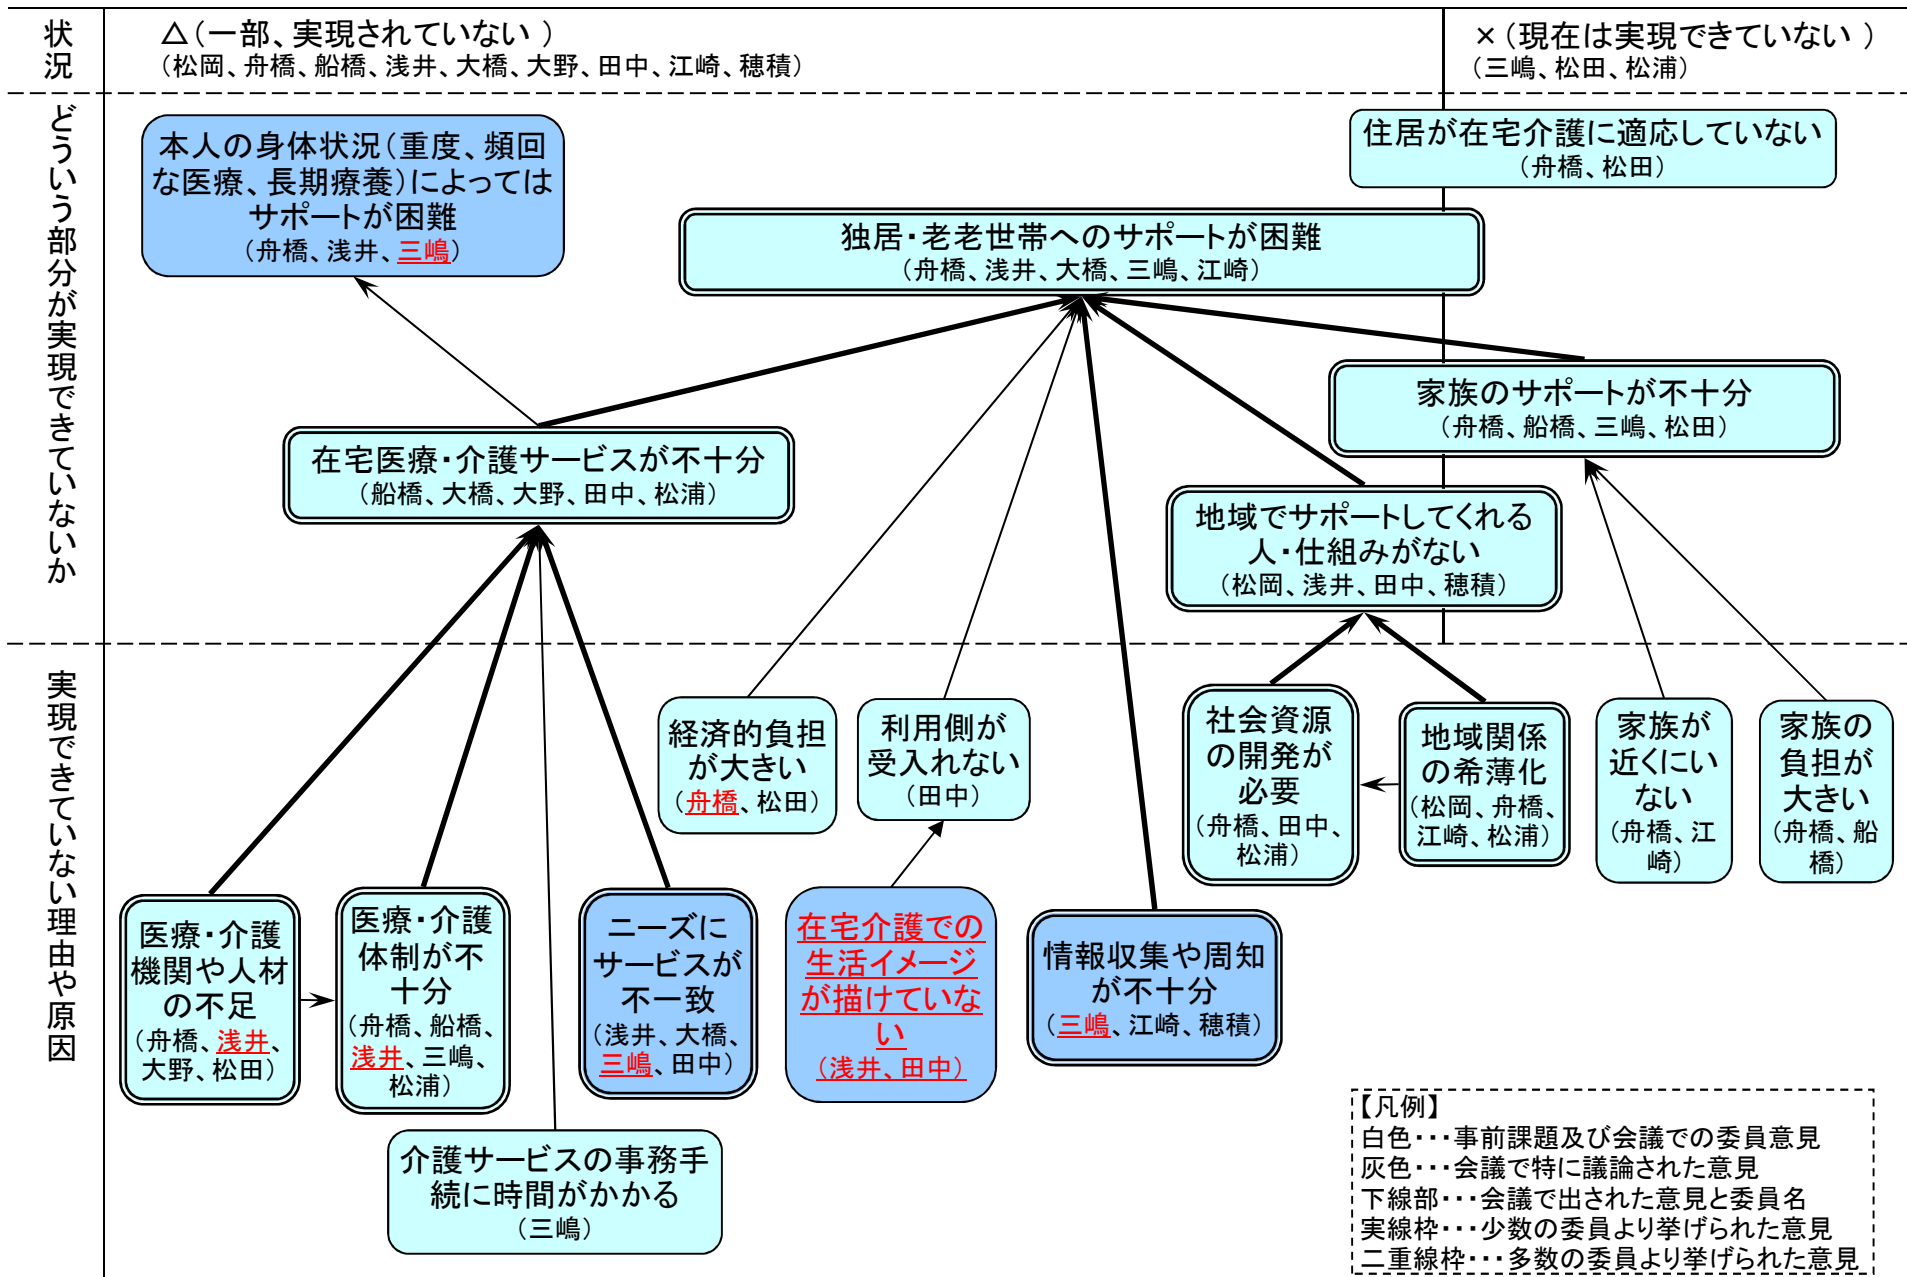 状況
△（一部、実現されていない ）
（松岡、舟橋、船橋、浅井、大橋、大野、田中、江崎、穂積）
×（現在は実現できていない ）
（三嶋、松田、松浦）
どういう部分が実現できていないか
本人の身体状況（重度、頻回
な医療、長期療養）によっては
サポートが困難
（舟橋、浅井、三嶋）
住居が在宅介護に適応していない
（舟橋、松田）
独居・老老世帯へのサポートが困難
（舟橋、浅井、大橋、三嶋、江崎）
家族のサポートが不十分
（舟橋、船橋、三嶋、松田）
在宅医療・介護サービスが不十分
（船橋、大橋、大野、田中、松浦）
地域でサポートしてくれる
人・仕組みがない
（松岡、浅井、田中、穂積）
実現できていない理由や原因
経済的負担
が大きい
（舟橋、松田）
利用側が
受入れない
（田中）
社会資源
の開発が
必要
（舟橋、田中、
松浦）
地域関係
の希薄化
（松岡、舟橋、
江崎、松浦）
家族が
近くにい
ない
（舟橋、江
崎）
家族の
負担が
大きい
（舟橋、船
橋）
医療・介護
機関や人材
の不足
（舟橋、浅井、
大野、松田）
医療・介護
体制が不
十分
（舟橋、船橋、
浅井、三嶋、
松浦）
ニーズに
サービスが
不一致
（浅井、大橋、
三嶋、田中）
在宅介護での
生活イメージ
が描けていな
い
（浅井、田中）
情報収集や周知
が不十分
（三嶋、江崎、穂積）
介護サービスの事務手
続に時間がかかる
（三嶋）
【凡例】
白色・・・事前課題及び会議での委員意見
灰色・・・会議で特に議論された意見
下線部・・・会議で出された意見と委員名
実線枠・・・少数の委員より挙げられた意見
二重線枠・・・多数の委員より挙げられた意見